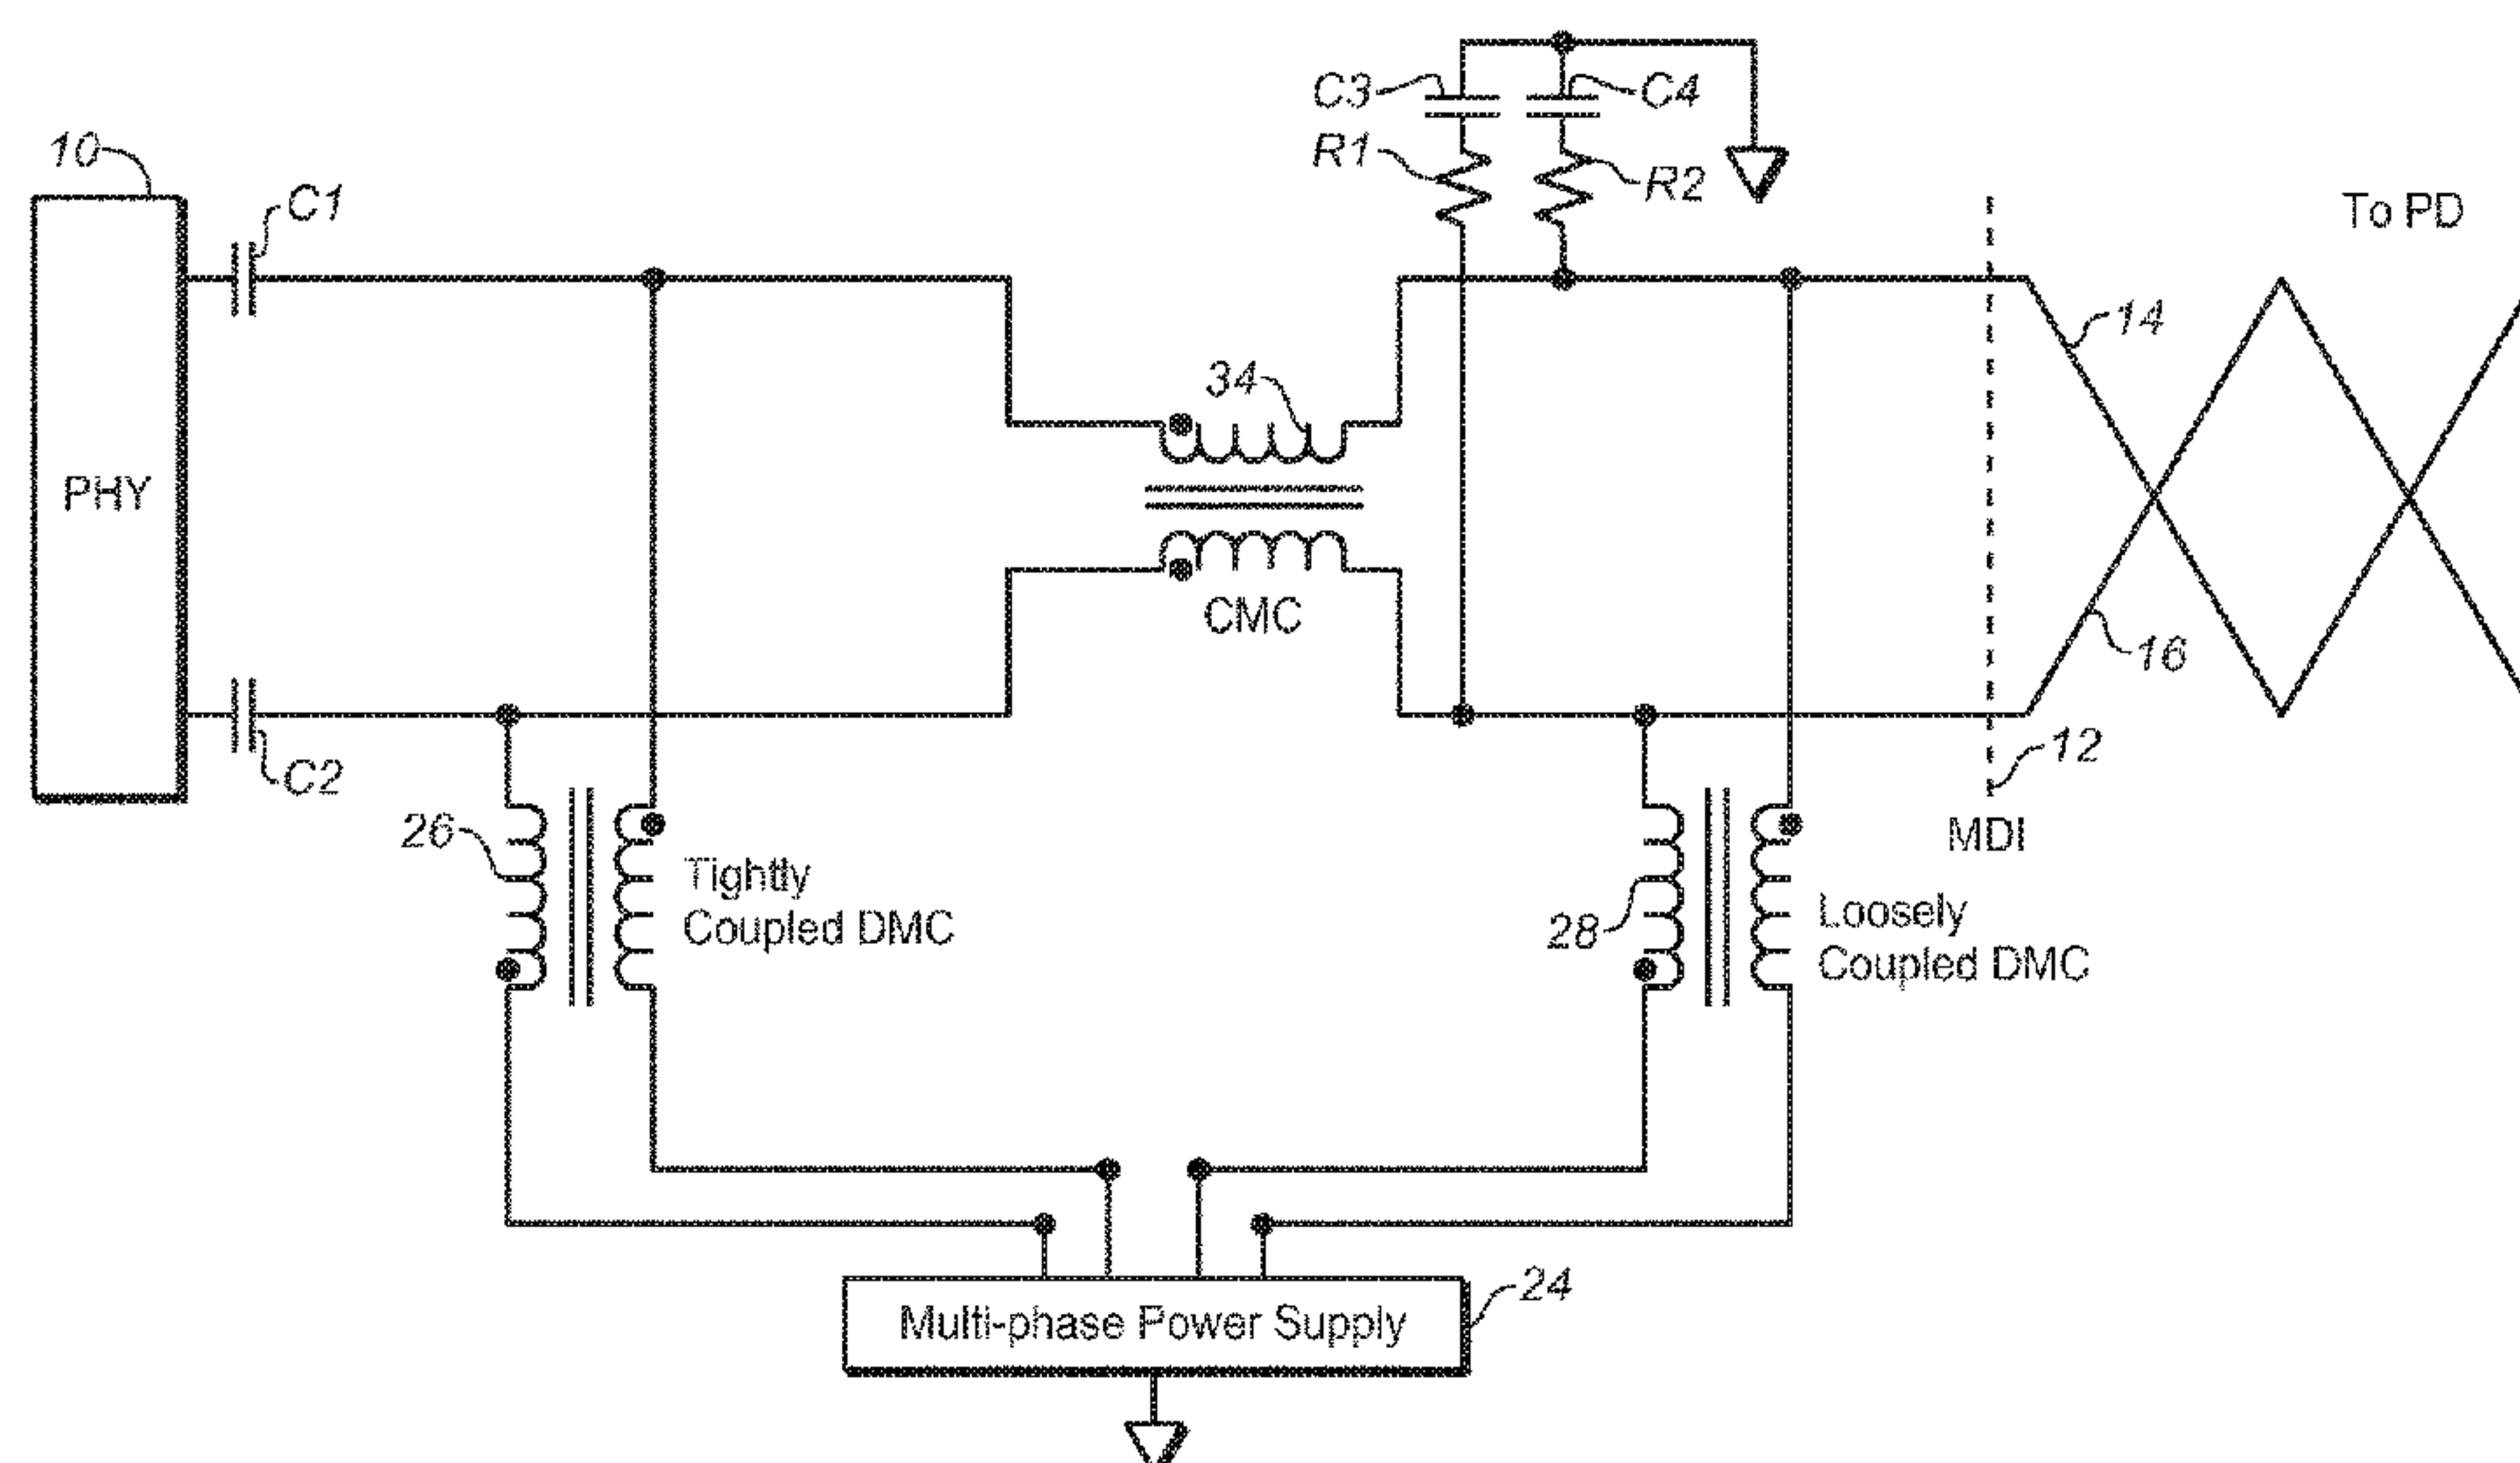 C3
C4
10
R1
R2
C1
To PD
14
34
PHY
CMC
16
C2
12
26
MDI
Tightly
Coupled DMC
28
Loosely
Coupled DMC
24
Multi-phase Power Supply